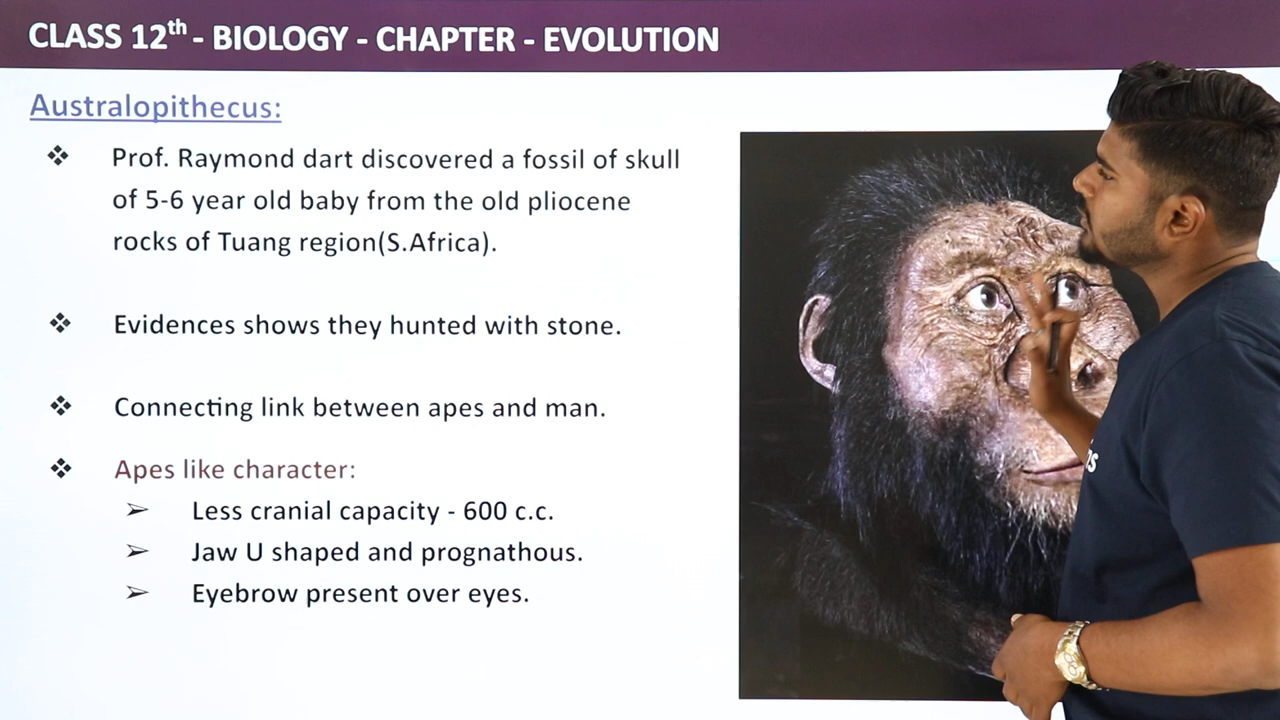 CLASS 12th - BIOLOGY - CHAPTER - EVOLUTION
Australopithecus:
❖ Prof. Raymond dart discovered a fossil of skull
of 5-6 year old baby from the old pliocene
rocks of Tuang region(S.Africa).
❖ Evidences shows they hunted with stone.
❖ Connecting link between apes and man.
❖ Apes like character:
➢ Less cranial capacity - 600 c.c.
➢ Jaw U shaped and prognathous.
➢ Eyebrow present over eyes.